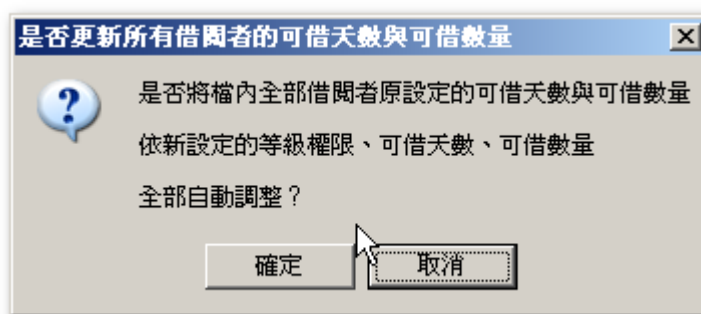 是否更新所有借閱者的可借天數與可借數量
是否將檔內全部借閱者原設定的可借天數與可借數量
依新設定的等級權限、可借天數、可借數量
全部自動調整？
確定
取消